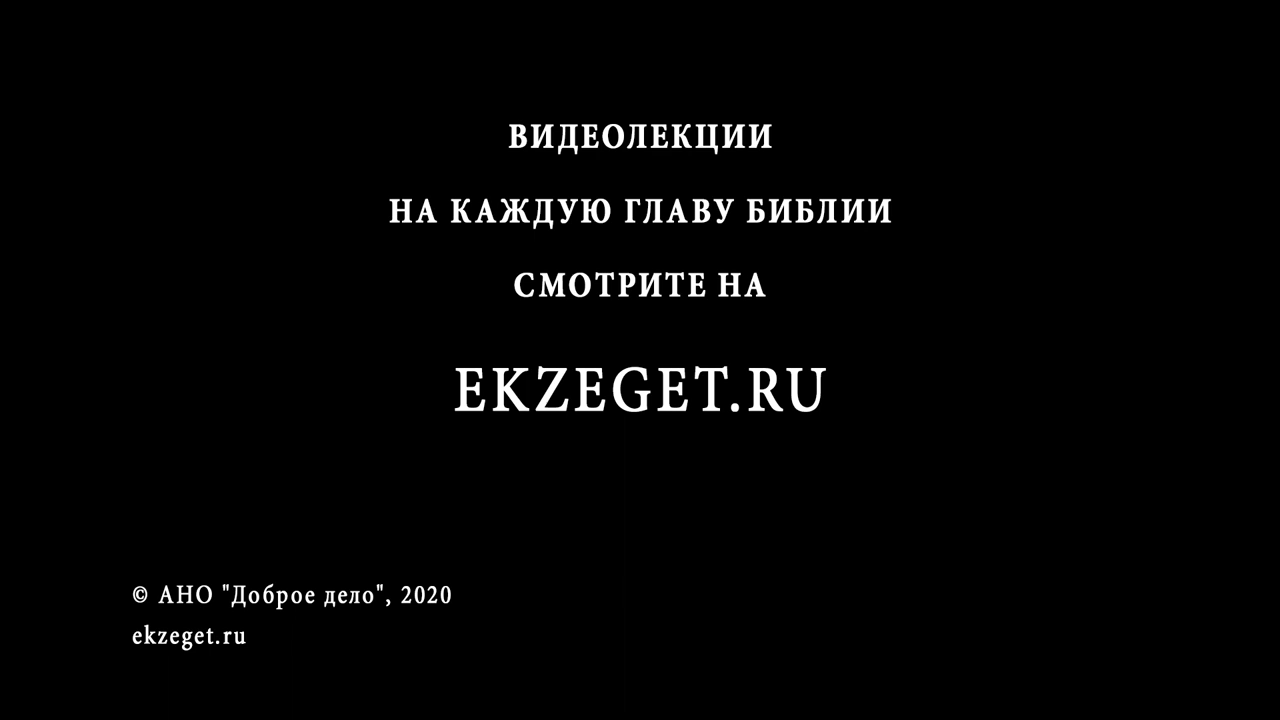 ВИДЕОЛЕКЦИИ
НА КАЖДУЮ ГЛАВУ БИБЛИИ
СМОТРИТЕ НА
EKZEGET.RU
© АНО "Доброе дело", 2020
ekzeget.ru